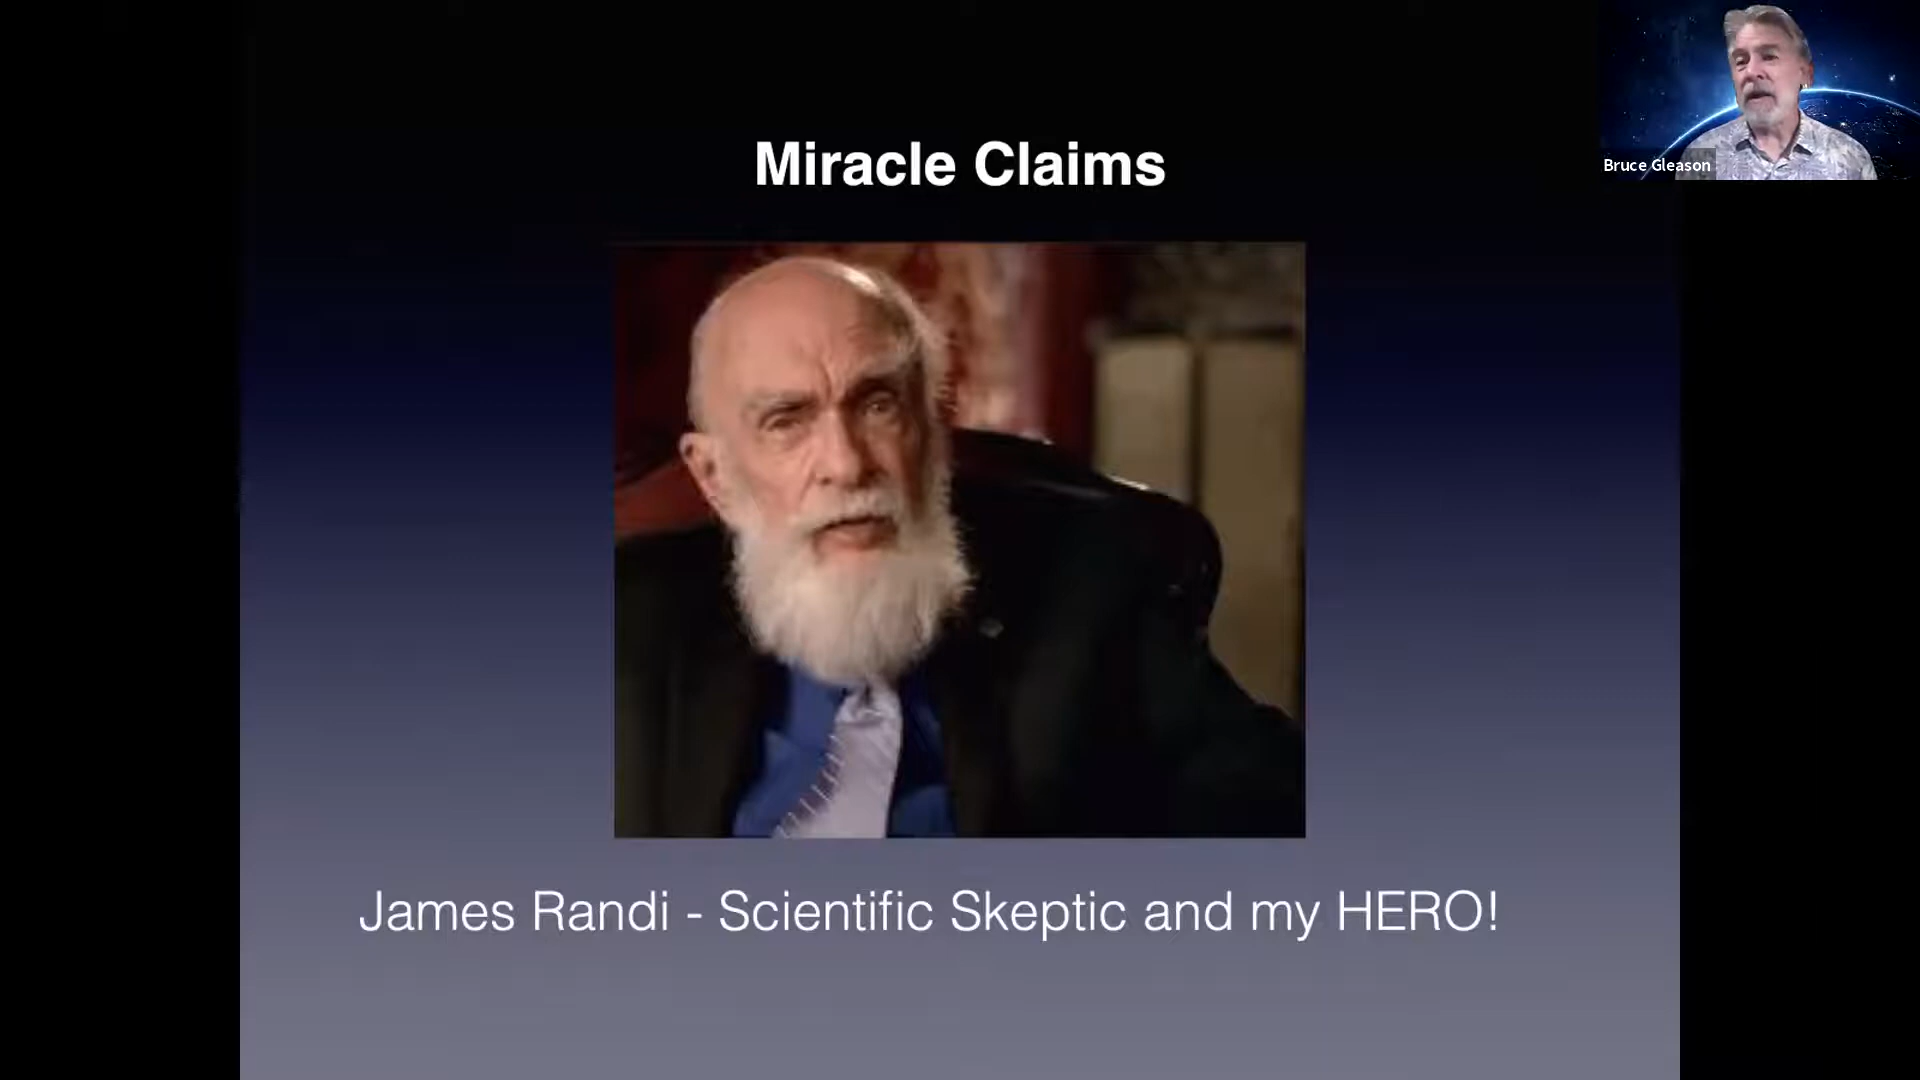 Miracle Claims
Bruce Gleason
James Randi - Scientific Skeptic and my HERO!